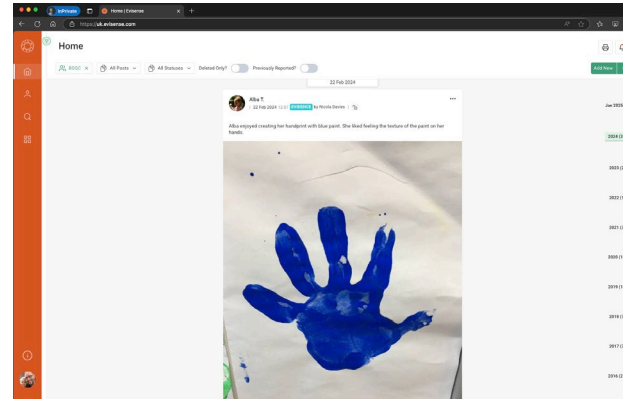 InPrivate
Home | Evisense
https://uk.evisense.com
Home
All Posts
All Bonuses
Deleted Only?
Previously Reported?
Add New
22 Feb 2024
Alba T.
22 Feb 2024
EVIDENCE by Nicola Davies
Alba enjoyed creating her handprint with blue paint. She liked feeling the texture of the paint on her
hands.
Jun 2025
2024
2023
2022
2021
2020
2019
2018
2017
2016